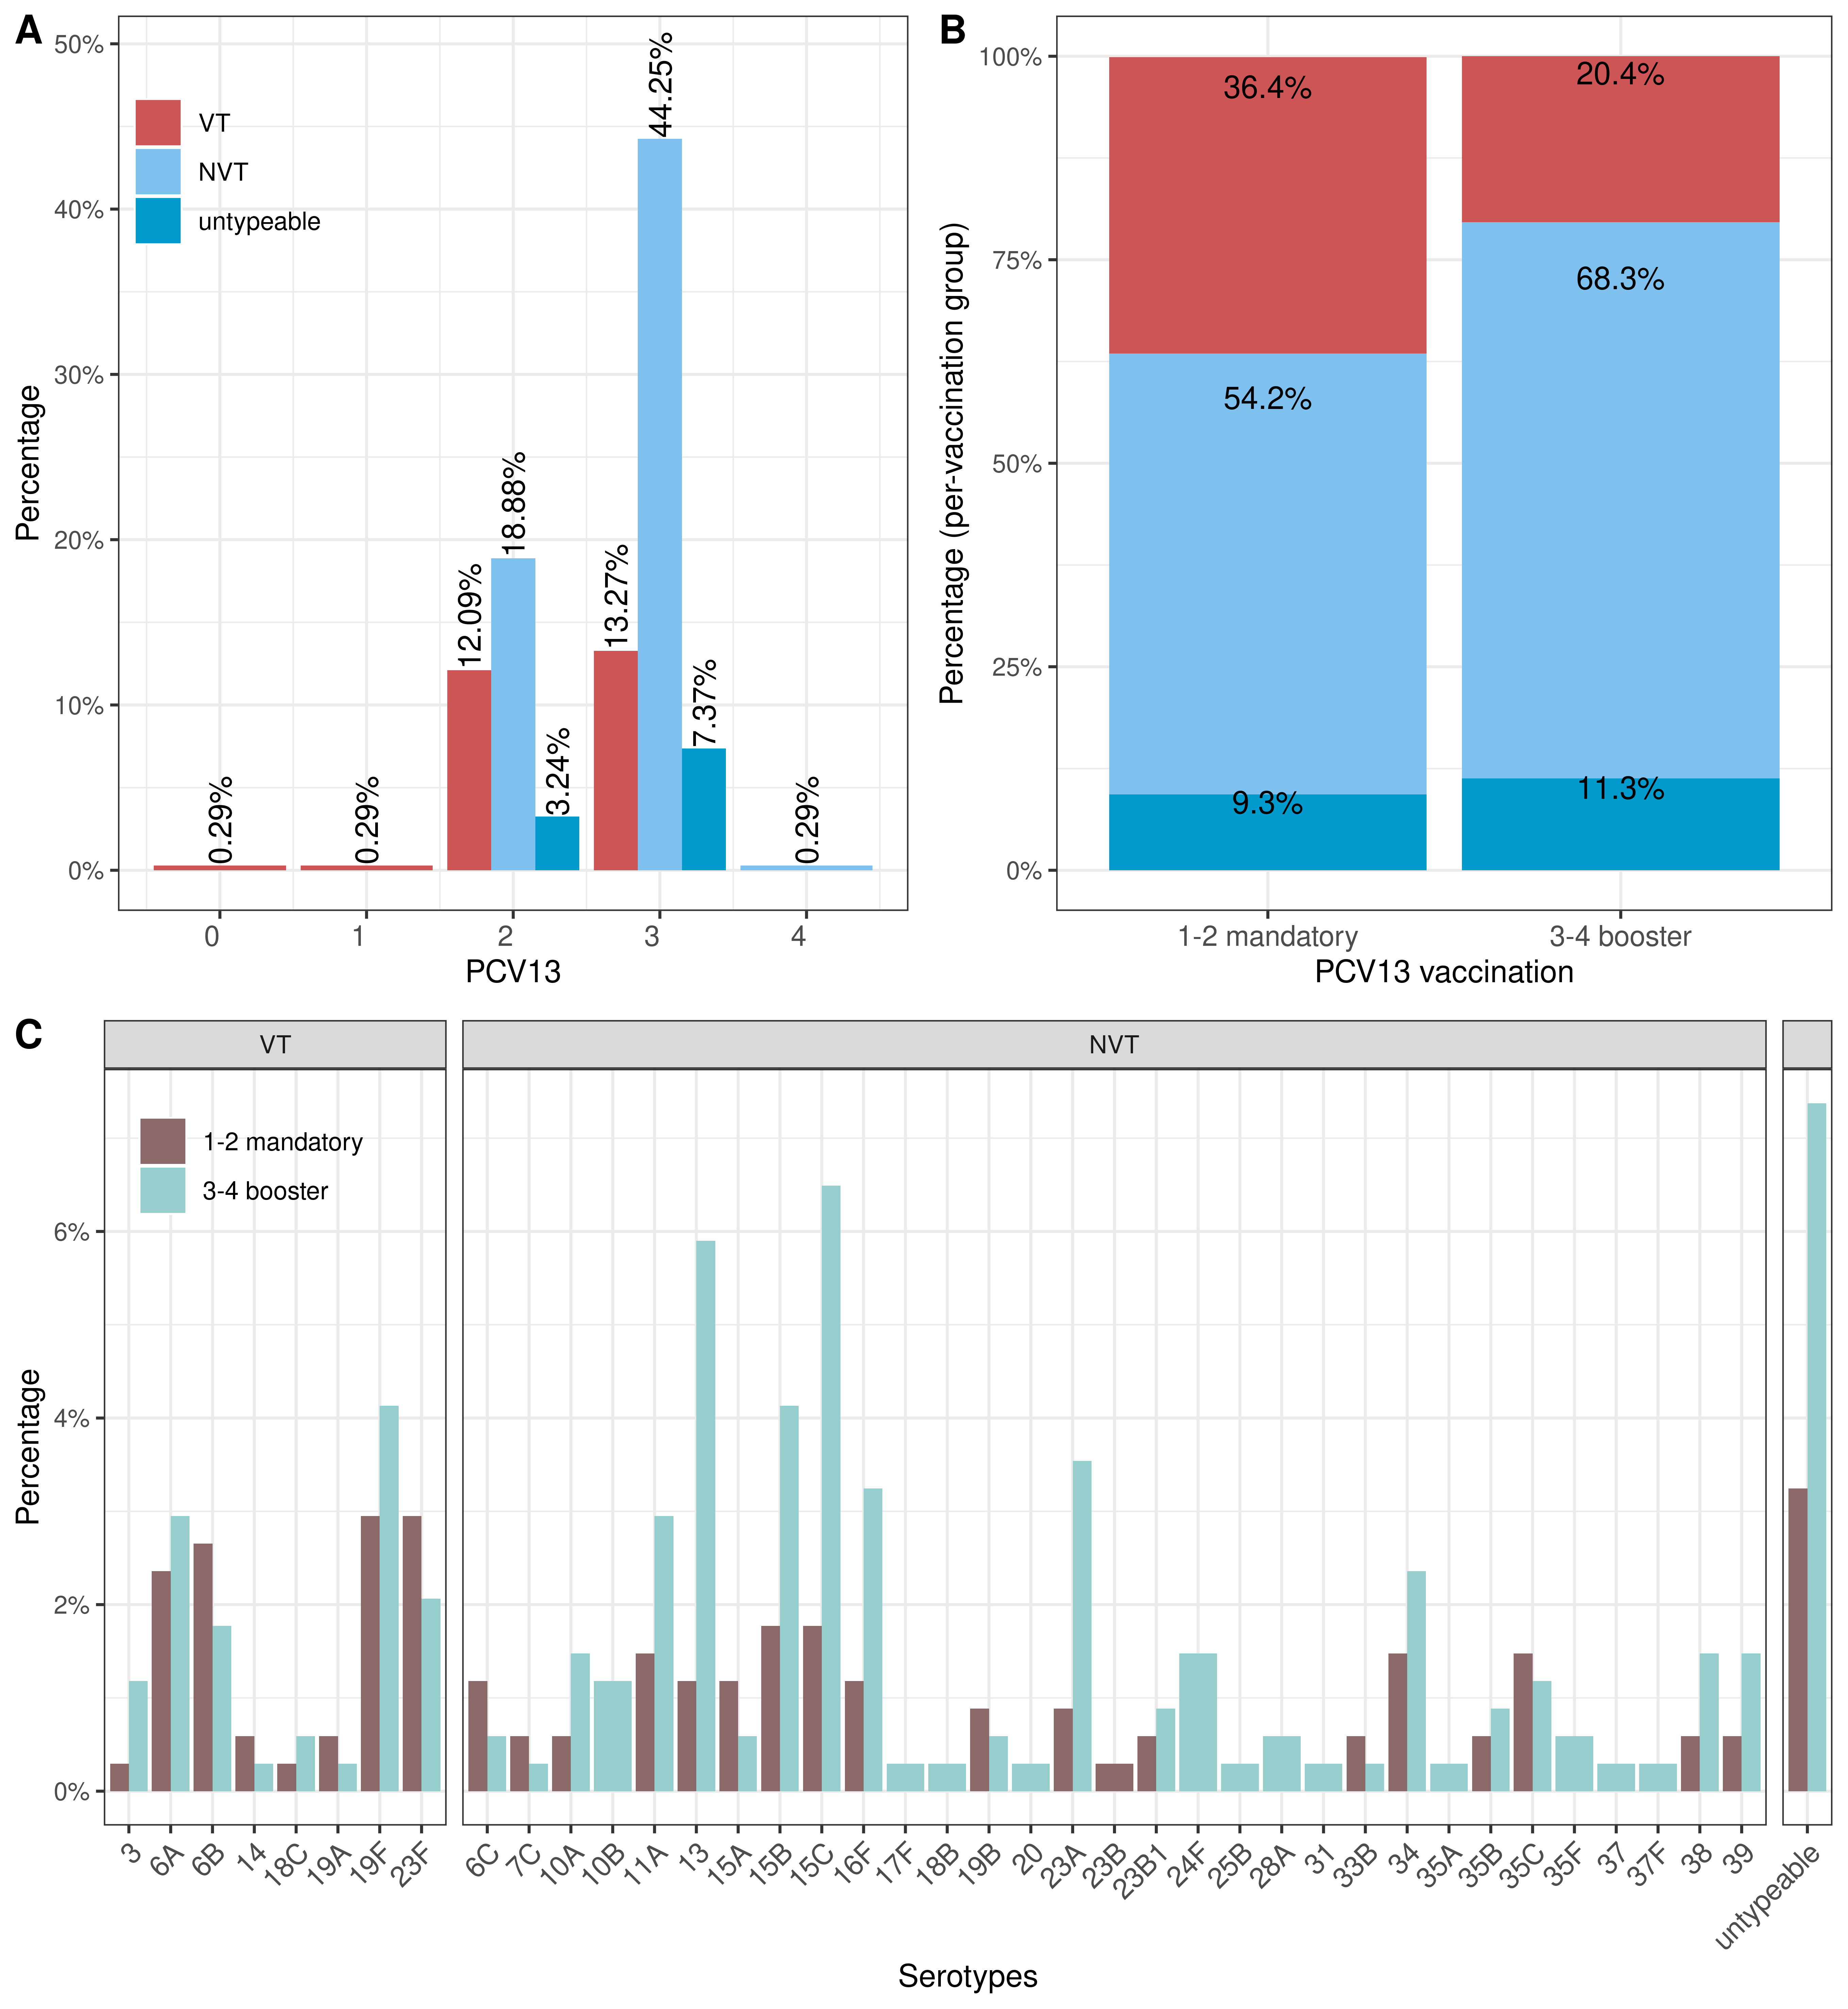 A
50%
40%
30%
20%
10%
0%
Percentage
VT
NVT
untypeable
0.29%
0.29%
12.09%
18.88%
3.24%
13.27%
44.25%
7.37%
0.29%
0 1 2 3 4
PCV13
B
100%
75%
50%
25%
0%
Percentage (per-vaccination group)
36.4%
54.2%
9.3%
20.4%
68.3%
11.3%
1-2 mandatory 3-4 booster
PCV13 vaccination
C
VT NVT
1-2 mandatory
3-4 booster
6%
4%
2%
0%
Percentage
3 6A 6B 14 18C 19A 19F 23F 6C 7C 10A 10B 11A 13 15A 15B 15C 16F 17F 18B 19B 20 23A 23B 23B1 24F 25B 28A 31 33B 34 35A 35B 35C 35F 37 37F 38 39 untypeable
Serotypes